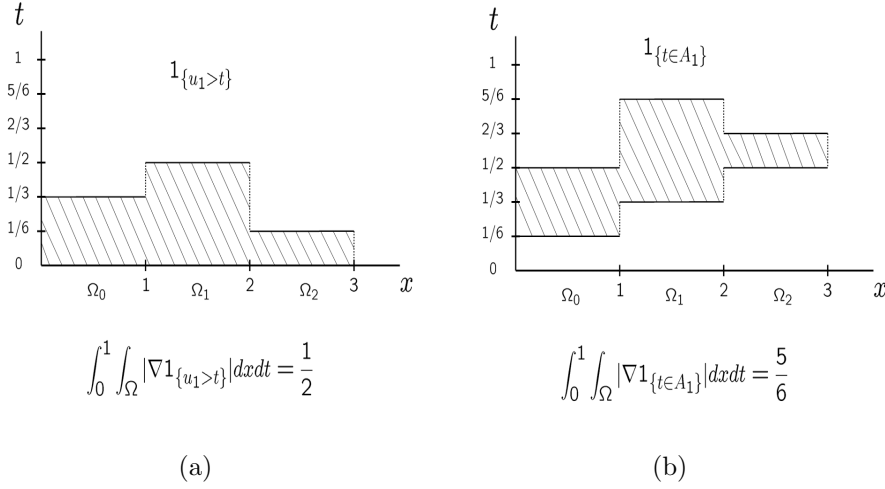 t
1_{\{u_1>t\}}
1
5/6
2/3
1/2
1/3
1/6
0
Ω_0 1 Ω_1 2 Ω_2 3 x
∫_0^1 ∫_Ω |∇1_{\{u_1>t\}}|dxdt = 1/2
(a)
t
1_{\{t∈A_1\}}
1
5/6
2/3
1/2
1/3
1/6
0
Ω_0 1 Ω_1 2 Ω_2 3 x
∫_0^1 ∫_Ω |∇1_{\{t∈A_1\}}|dxdt = 5/6
(b)